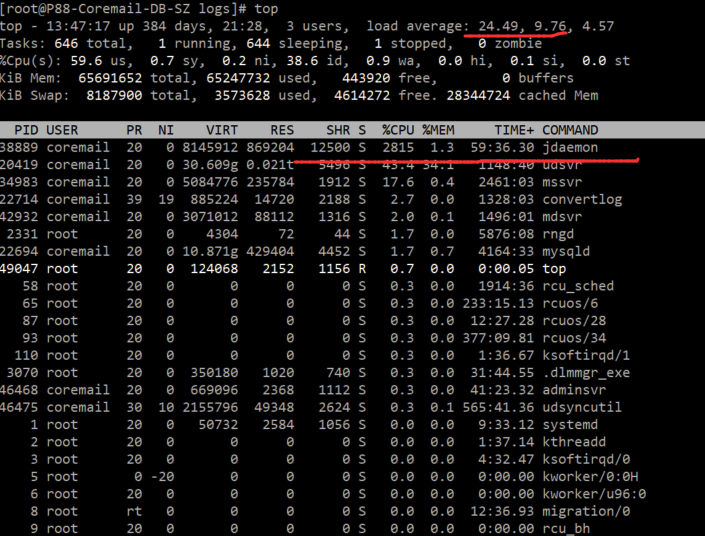 [root@P88-Coremail-DB-SZ logs]# top
top - 13:47:17 up 384 days, 21:28,  3 users,  load average: 24.49, 9.76, 4.57
Tasks: 646 total,   1 running, 644 sleeping,   1 stopped,   0 zombie
%Cpu(s): 59.6 us,  0.7 sy,  0.2 ni, 38.6 id,  0.9 wa,  0.0 hi,  0.1 si,  0.0 st
KiB Mem:  65691652 total, 65247732 used,   443920 free,        0 buffers
KiB Swap:  8187900 total,  3573628 used,  4614272 free. 28344724 cached Mem
PID USER      PR  NI    VIRT    RES    SHR S  %CPU %MEM     TIME+ COMMAND
38889 coremail  20   0 8145912 869204  12500 S  2815  1.3  59:36.30 jdaemon
20419 coremail  20   0 30.609g 0.021t   5496 S  43.4 34.1   1148:40 udsvr
34983 coremail  20   0 5084776 235784   1912 S  17.6  0.4   2461:03 mssvr
22714 coremail  39  19  885224  14720   2188 S   2.7  0.0   1328:03 convertlog
42932 coremail  20   0 3071012  88112   1316 S   2.0  0.1   1496:01 mdsvr
2331 root      20   0    4304     72     44 S   1.7  0.0   5876:08 rngd
22694 coremail  20   0 10.871g 429404   4452 S   1.7  0.7   4164:33 mysqld
49047 root      20   0  124068   2152   1156 R   0.7  0.0   0:00.05 top
58 root      20   0       0      0      0 S   0.3  0.0   1914:36 rcu_sched
65 root      20   0       0      0      0 S   0.3  0.0 233:15.13 rcuos/6
87 root      20   0       0      0      0 S   0.3  0.0  12:27.28 rcuos/28
93 root      20   0       0      0      0 S   0.3  0.0 377:09.81 rcuos/34
110 root      20   0       0      0      0 S   0.3  0.0   1:36.67 ksoftirqd/1
3070 root      20   0  350180   1020    740 S   0.3  0.0  31:44.55 .dlmmgr_exe
46468 coremail  20   0  669096   2368   1112 S   0.3  0.0  41:23.32 adminsvr
46475 coremail  30  10 2155796  49348   2624 S   0.3  0.1 565:41.36 udsyncutil
1 root      20   0   50732   2584   1056 S   0.0  0.0   9:33.12 systemd
2 root      20   0       0      0      0 S   0.0  0.0   1:37.14 kthreadd
3 root      20   0       0      0      0 S   0.0  0.0   4:32.47 ksoftirqd/0
5 root       0 -20       0      0      0 S   0.0  0.0   0:00.00 kworker/0:0H
6 root      20   0       0      0      0 S   0.0  0.0   0:00.00 kworker/u96:0
8 root      rt   0       0      0      0 S   0.0  0.0  12:36.93 migration/0
9 root      20   0       0      0      0 S   0.0  0.0   0:00.00 rcu_bh